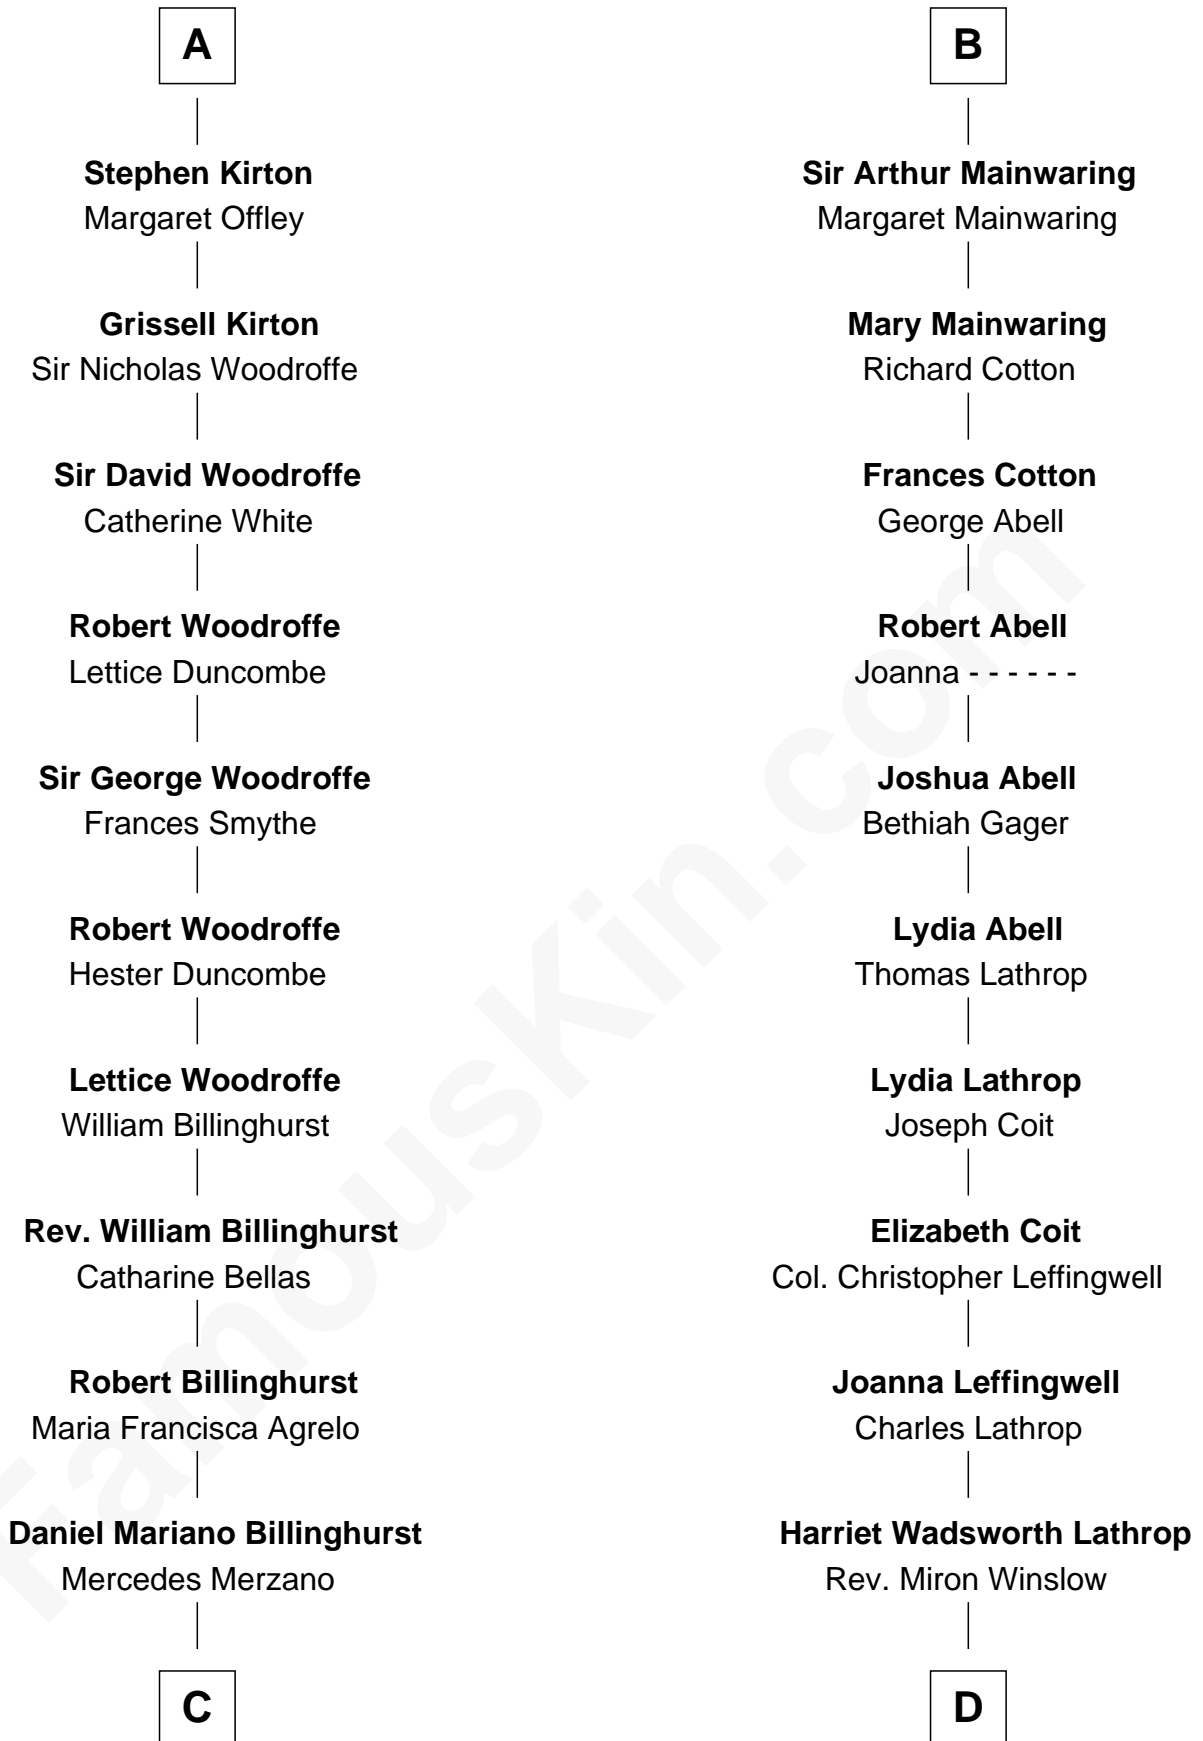 A
Stephen Kirton
Margaret Offley
Grissell Kirton
Sir Nicholas Woodroffe
Sir David Woodroffe
Catherine White
Robert Woodroffe
Lettice Duncombe
Sir George Woodroffe
Frances Smythe
Robert Woodroffe
Hester Duncombe
Lettice Woodroffe
William Billinghurst
Rev. William Billinghurst
Catharine Bellas
Robert Billinghurst
Maria Francisca Agrelo
Daniel Mariano Billinghurst
Mercedes Merzano
C
B
Sir Arthur Mainwaring
Margaret Mainwaring
Mary Mainwaring
Richard Cotton
Frances Cotton
George Abell
Robert Abell
Joanna - - - - - -
Joshua Abell
Bethiah Gager
Lydia Abell
Thomas Lathrop
Lydia Lathrop
Joseph Coit
Elizabeth Coit
Col. Christopher Leffingwell
Joanna Leffingwell
Charles Lathrop
Harriet Wadsworth Lathrop
Rev. Miron Winslow
D
FamousKin.com